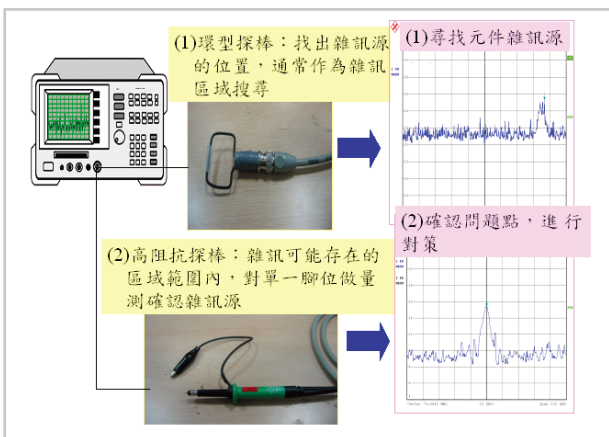 (1)環型探棒：找出雜訊源
的位置，通常作為雜訊
區域搜尋
(1)尋找元件雜訊源
(2)高阻抗探棒：雜訊可能存在的
區域範圍內，對單一腳位做量
測確認雜訊源
(2)確認問題點，進行
對策